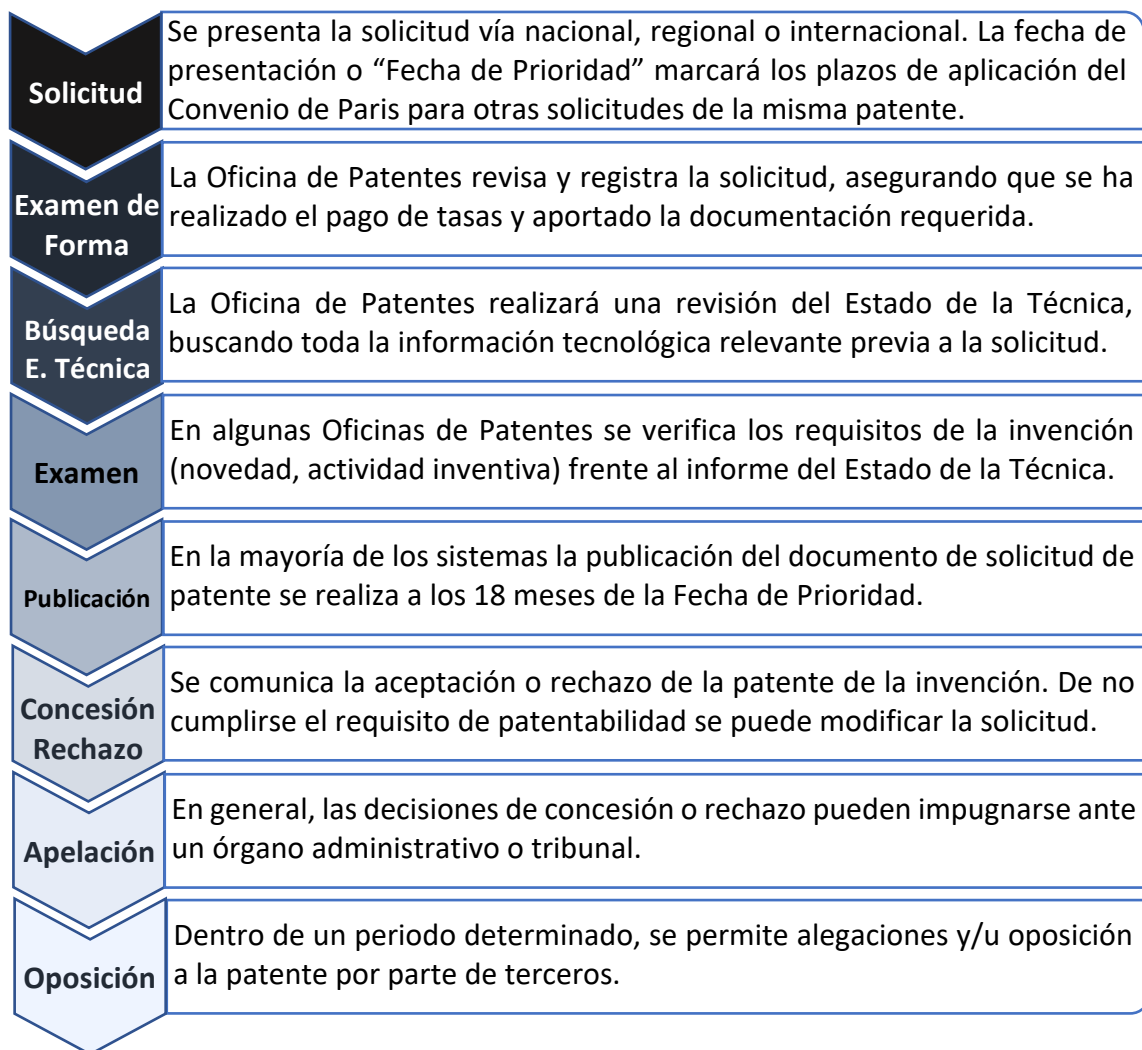 Solicitud
Se presenta la solicitud vía nacional, regional o internacional. La fecha de
presentación o “Fecha de Prioridad” marcará los plazos de aplicación del
Convenio de Paris para otras solicitudes de la misma patente.
Examen de
Forma
La Oficina de Patentes revisa y registra la solicitud, asegurando que se ha
realizado el pago de tasas y aportado la documentación requerida.
Búsqueda
E. Técnica
La Oficina de Patentes realizará una revisión del Estado de la Técnica,
buscando toda la información tecnológica relevante previa a la solicitud.
Examen
En algunas Oficinas de Patentes se verifica los requisitos de la invención
(novedad, actividad inventiva) frente al informe del Estado de la Técnica.
Publicación
En la mayoría de los sistemas la publicación del documento de solicitud de
patente se realiza a los 18 meses de la Fecha de Prioridad.
Concesión
Rechazo
Se comunica la aceptación o rechazo de la patente de la invención. De no
cumplirse el requisito de patentabilidad se puede modificar la solicitud.
Apelación
En general, las decisiones de concesión o rechazo pueden impugnarse ante
un órgano administrativo o tribunal.
Oposición
Dentro de un periodo determinado, se permite alegaciones y/u oposición
a la patente por parte de terceros.